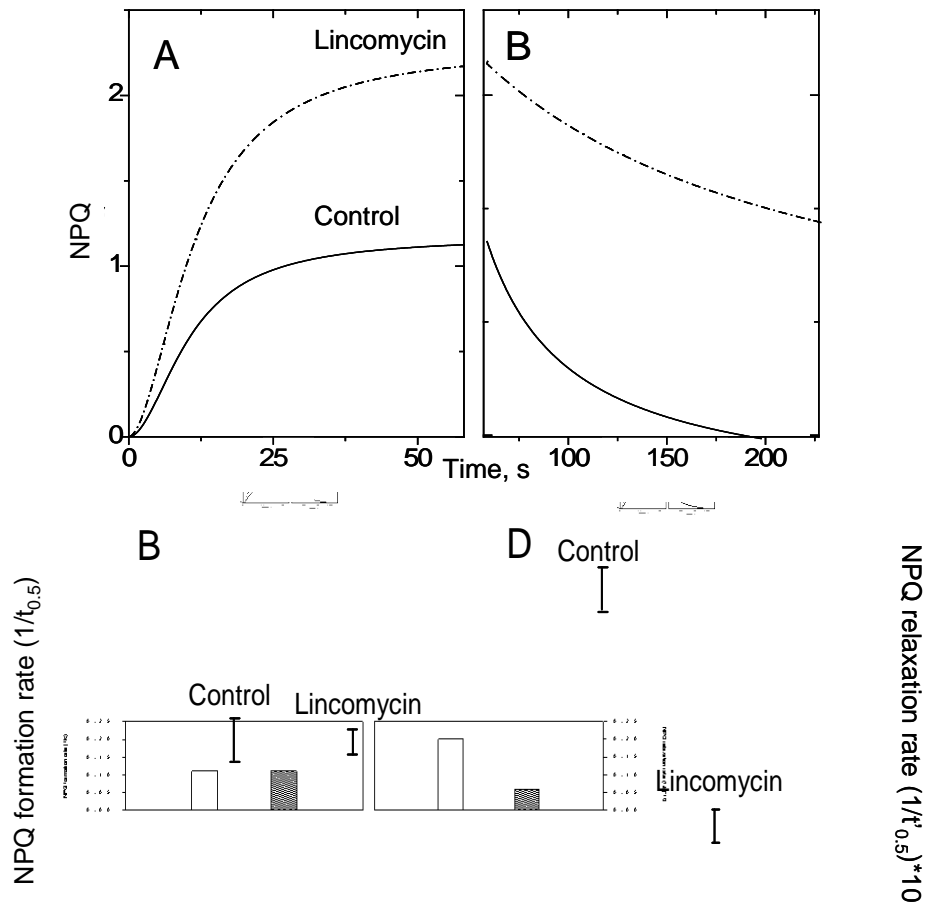 A
Lincomycin
Control
NPQ
2
1
0
0
25
50
B
100
150
200
Time, s
B
D
Control
NPQ formation rate (1/t0.5)
Control
Lincomycin
Lincomycin
NPQ relaxation rate (1/t'0.5)*10